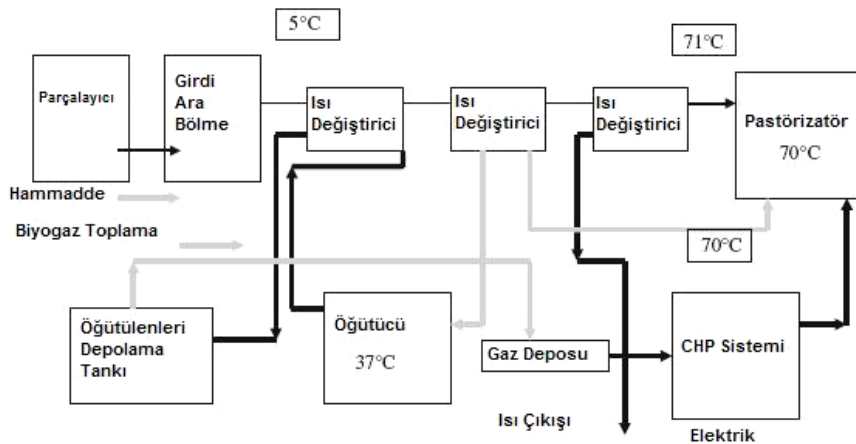 5°C
71°C
Parçalayıcı
Girdi
Ara
Bölme
Isı
Değiştirici
Isı
Değiştirici
Isı
Değiştirici
Pastörizatör
70°C
Hammadde
Biyogaz Toplama
70°C
Öğütülenleri
Depolama
Tankı
Öğütücü
37°C
Gaz Deposu
CHP Sistemi
Isı Çıkışı
Elektrik